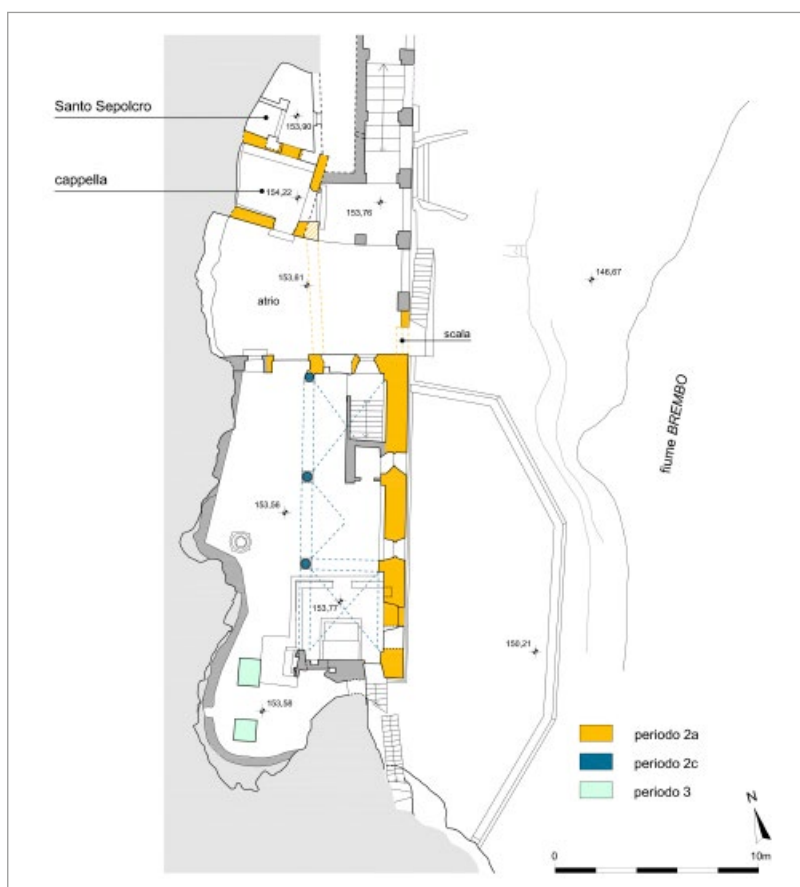 Santo Sepolcro
153,90
cappella
154,22
153,76
153,81
146,67
atrio
scala
fiume BREMBO
153,56
153,77
150,21
153,58
periodo 2a
periodo 2c
periodo 3
N
0
10m